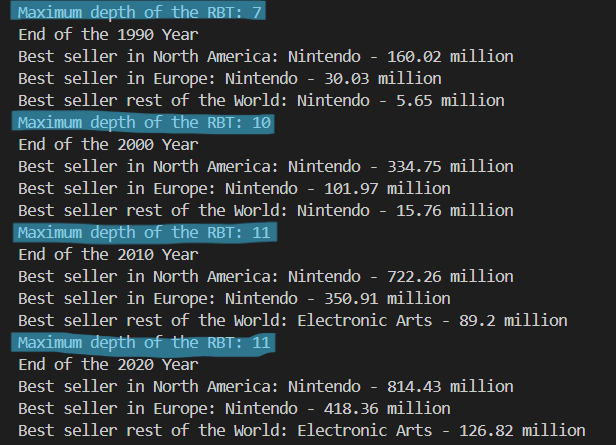 Maximum depth of the RBT: 7
End of the 1990 Year
Best seller in North America: Nintendo - 160.02 million
Best seller in Europe: Nintendo - 30.03 million
Best seller rest of the World: Nintendo - 5.65 million
Maximum depth of the RBT: 10
End of the 2000 Year
Best seller in North America: Nintendo - 334.75 million
Best seller in Europe: Nintendo - 101.97 million
Best seller rest of the World: Nintendo - 15.76 million
Maximum depth of the RBT: 11
End of the 2010 Year
Best seller in North America: Nintendo - 722.26 million
Best seller in Europe: Nintendo - 350.91 million
Best seller rest of the World: Electronic Arts - 89.2 million
Maximum depth of the RBT: 11
End of the 2020 Year
Best seller in North America: Nintendo - 814.43 million
Best seller in Europe: Nintendo - 418.36 million
Best seller rest of the World: Electronic Arts - 126.82 million